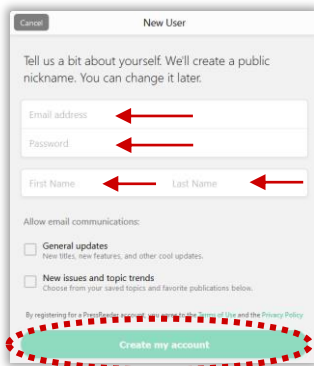 Cancel New User
Tell us a bit about yourself. We'll create a public
nickname. You can change it later.
Email address
Password
First Name Last Name
Allow email communications:
General updates
New titles, new features, and other cool updates.
New issues and topic trends
Choose from your saved topics and favorite publications below.
By registering for a PressReader account, you agree to the Terms of Use and the Privacy Policy
Create my account